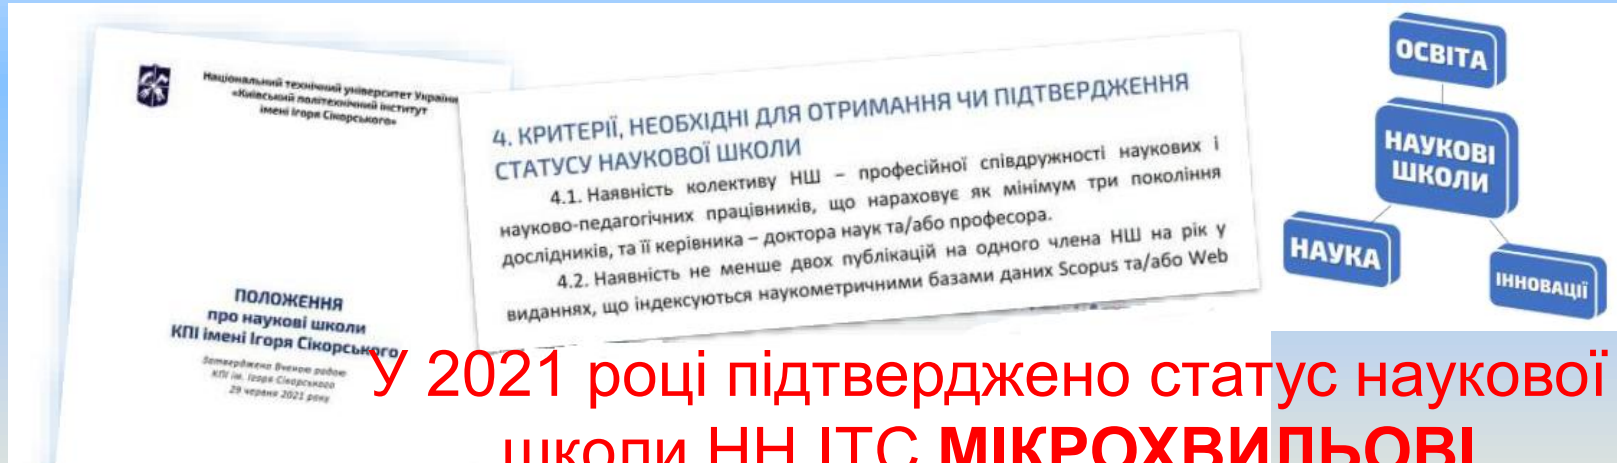 Національний технічний університет України
«Київський політехнічний інститут
імені Ігоря Сікорського»
ПОЛОЖЕННЯ
про наукові школи
КПІ імені Ігоря Сікорського
Затверджено Вченою радою
КПІ ім. Ігоря Сікорського
29 червня 2021 року
4. КРИТЕРІЇ, НЕОБХІДНІ ДЛЯ ОТРИМАННЯ ЧИ ПІДТВЕРДЖЕННЯ
СТАТУСУ НАУКОВОЇ ШКОЛИ
4.1. Наявність колективу НШ – професійної співдружності наукових і
науково-педагогічних працівників, що нараховує як мінімум три покоління
дослідників, та її керівника – доктора наук та/або професора.
4.2. Наявність не менше двох публікацій на одного члена НШ на рік у
виданнях, що індексуються наукометричними базами даних Scopus та/або Web
ОСВІТА
НАУКОВІ
ШКОЛИ
НАУКА
ІННОВАЦІЇ
У 2021 році підтверджено статус наукової
школи НН ІТС МІКРОХВИЛЬОВІ